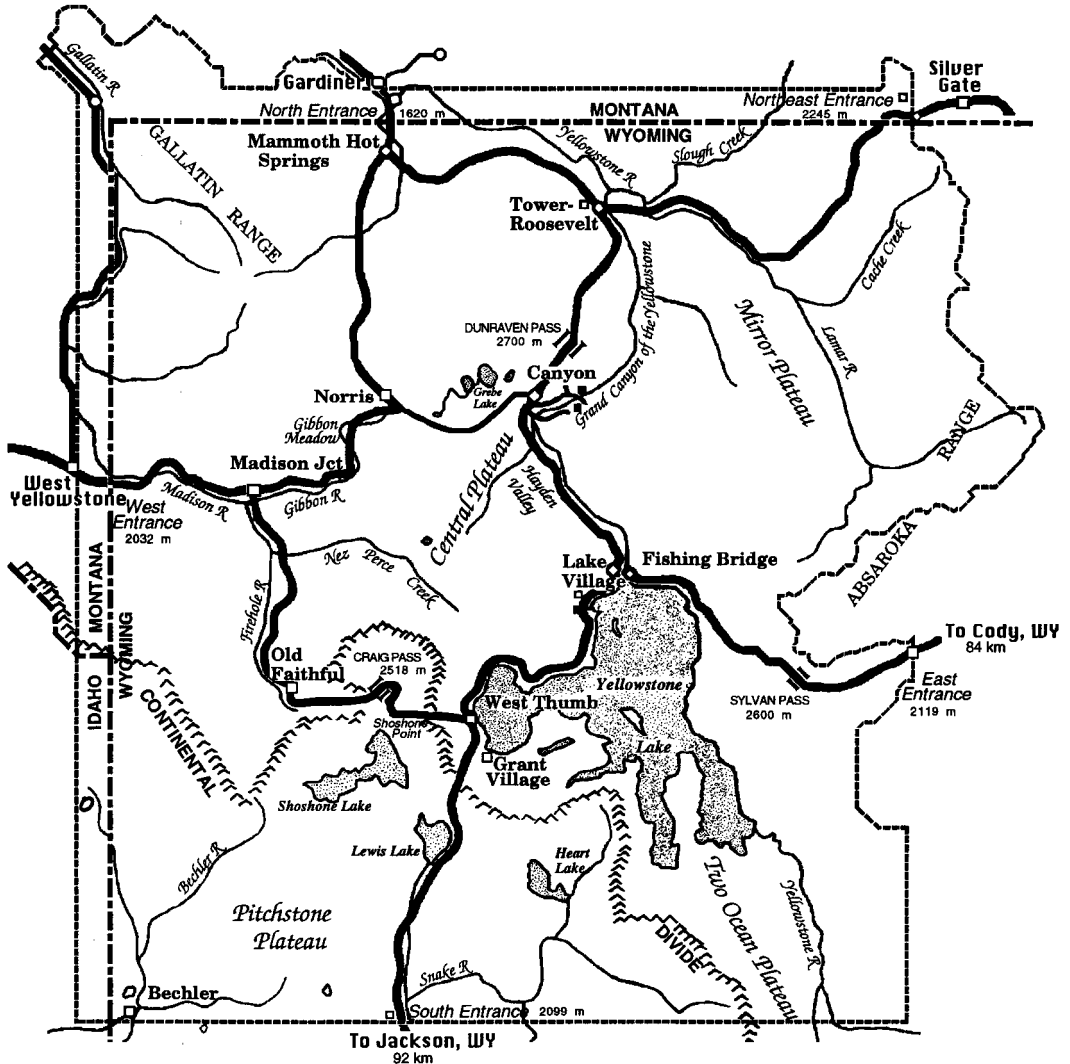 Gallatin R
Gardiner
North Entrance
1620 m
MONTANA
WYOMING
Silver
Gate
Northeast Entrance
2245 m
Mammoth Hot
Springs
GALLATIN RANGE
Yellowstone R
Slough Creek
Tower-
Roosevelt
Cache Creek
Grand Canyon of the Yellowstone
DUNRAVEN PASS
2700 m
Mirror Plateau
Lamar R
Canyon
Grebe
Lake
Norris
Gibbon
Meadow
Madison Jct
West
Yellowstone
West
Entrance
2032 m
Madison R
Gibbon R
Central Plateau
Hayden
Valley
ABSAROKA RANGE
Nez Perce Creek
Firehole R
Lake
Village
Fishing Bridge
IDAHO MONTANA
WYOMING
To Cody, WY
84 km
East
Entrance
2119 m
SYLVAN PASS
2600 m
Old
Faithful
CRAIG PASS
2518 m
Shoshone
Point
West Thumb
Yellowstone
Lake
Grant
Village
CONTINENTAL
Shoshone Lake
Lewis Lake
Heart
Lake
Bechler R
Pitchstone
Plateau
DIVIDE
Two Ocean Plateau
Yellowstone R
Snake R
Bechler
South Entrance 2099 m
To Jackson, WY
92 km